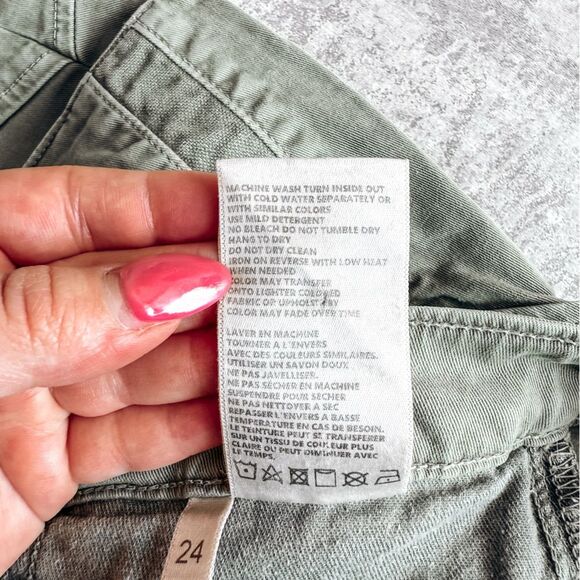 MACHINE WASH TURN INSIDE OUT
WITH COLD WATER SEPARATELY OR
WITH SIMILAR COLORS
USE MILD DETERGENT
NO BLEACH DO NOT TUMBLE DRY
HANG TO DRY
DO NOT DRY CLEAN
IRON ON REVERSE WITH LOW HEAT
WHEN NEEDED
COLOR MAY TRANSFER
ONTO LIGHTER COLORED
FABRIC OR UPHOLSTERY
COLOR MAY FADE OVER TIME
LAVER EN MACHINE
TOURNER A L'ENVERS
AVEC DES COULEURS SIMILAIRES.
UTILISER UN SAVON DOUX
NE PAS JAVELLISER.
NE PAS SÉCHER EN MACHINE
SUSPENDRE POUR SÉCHER
NE PAS NETTOYER A SEC
REPASSER L'ENVERS A BASSE
TEMPÉRATURE EN CAS DE BESOIN.
LE TEINTURE PEUT SE TRANSFERER
SUR UN TISSU DE COULEUR PLUS
CLAIRE OU PEUT DIMINUER AVEC
LE TEMPS.
24